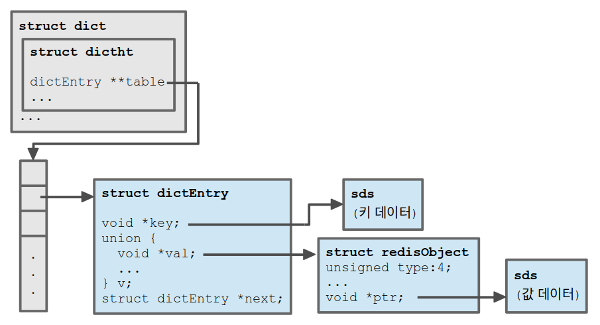 struct dict
struct dictht
dictEntry **table
...
...
.
.
.
struct dictEntry
void *key;
union {
void *val;
...
} v;
struct dictEntry *next;
sds
(키 데이터)
struct redisObject
unsigned type:4;
...
void *ptr;
sds
(값 데이터)